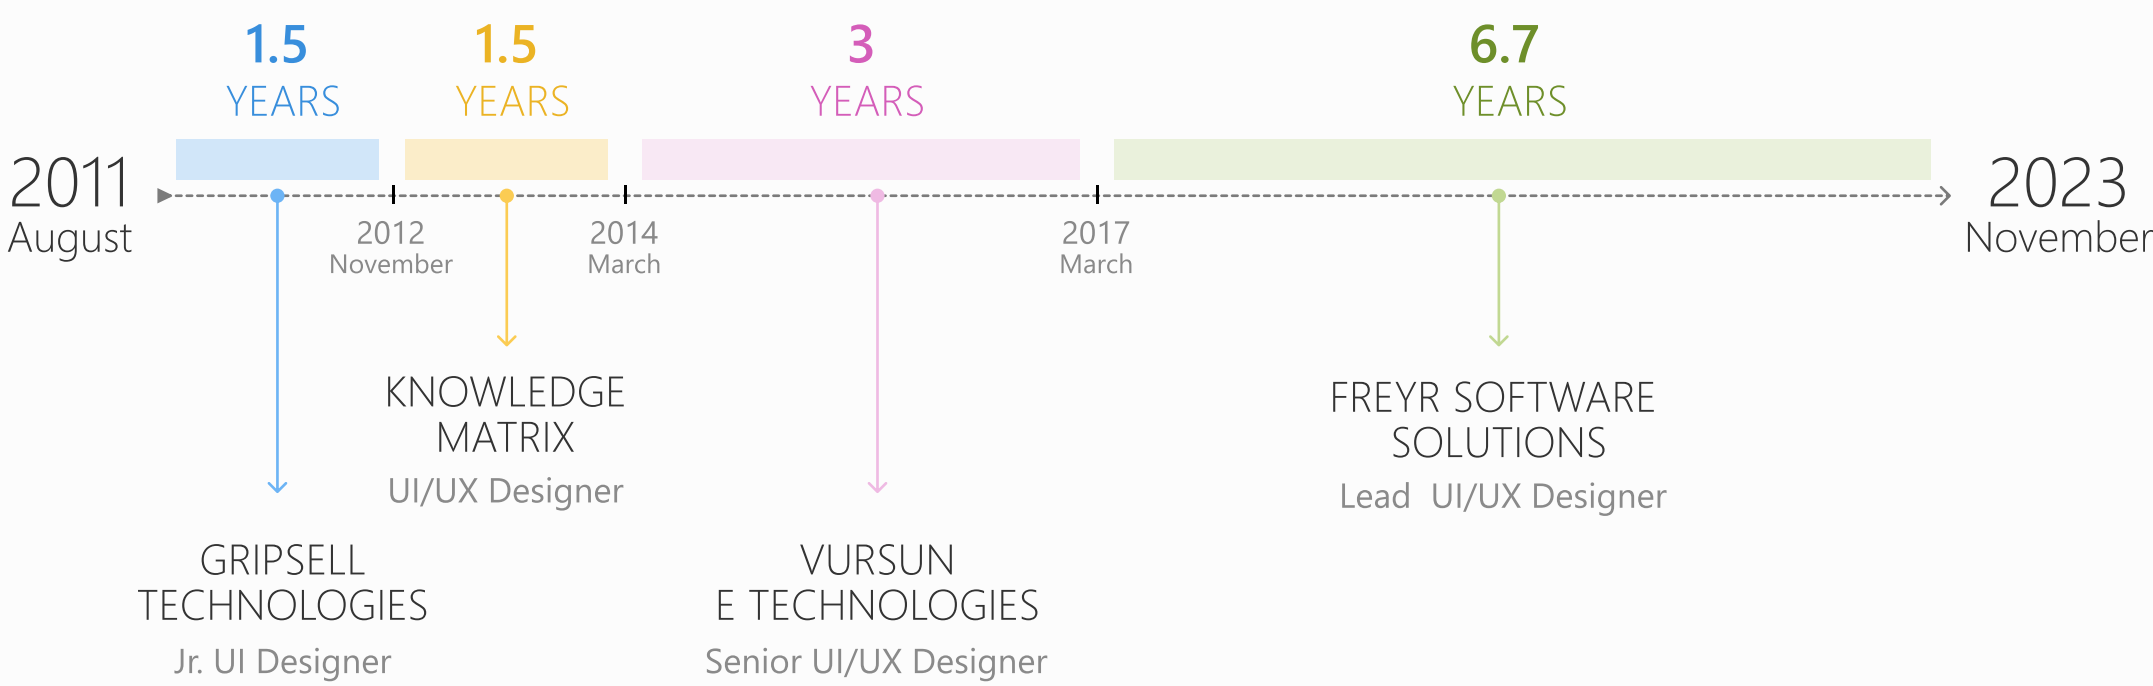 1.5
YEARS
1.5
YEARS
3
YEARS
6.7
YEARS
2011
August
2012
November
2014
March
2017
March
2023
November
KNOWLEDGE
MATRIX
UI/UX Designer
FREYR SOFTWARE
SOLUTIONS
Lead UI/UX Designer
GRIPSELL
TECHNOLOGIES
Jr. UI Designer
VURSUN
E TECHNOLOGIES
Senior UI/UX Designer